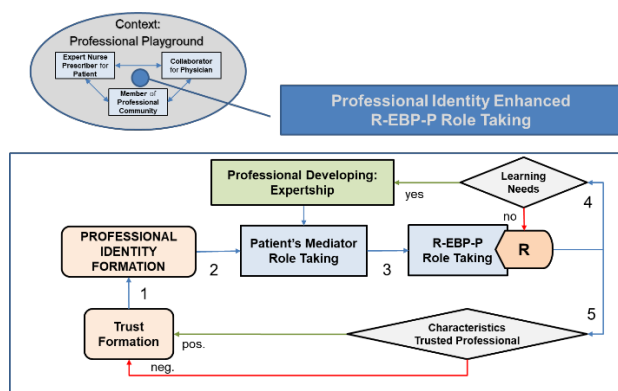 Context:
Professional Playground
Expert Nurse
Prescriber for
Patient
Collaborator
for Physician
Member of
Professional
Community
Professional Identity Enhanced
R-EBP-P Role Taking
Professional Developing:
Expertship
yes
Learning
Needs
4
no
PROFESSIONAL
IDENTITY
FORMATION
2
Patient's Mediator
Role Taking
3
R-EBP-P
Role Taking
R
1
5
Trust
Formation
pos.
neg.
Characteristics
Trusted Professional